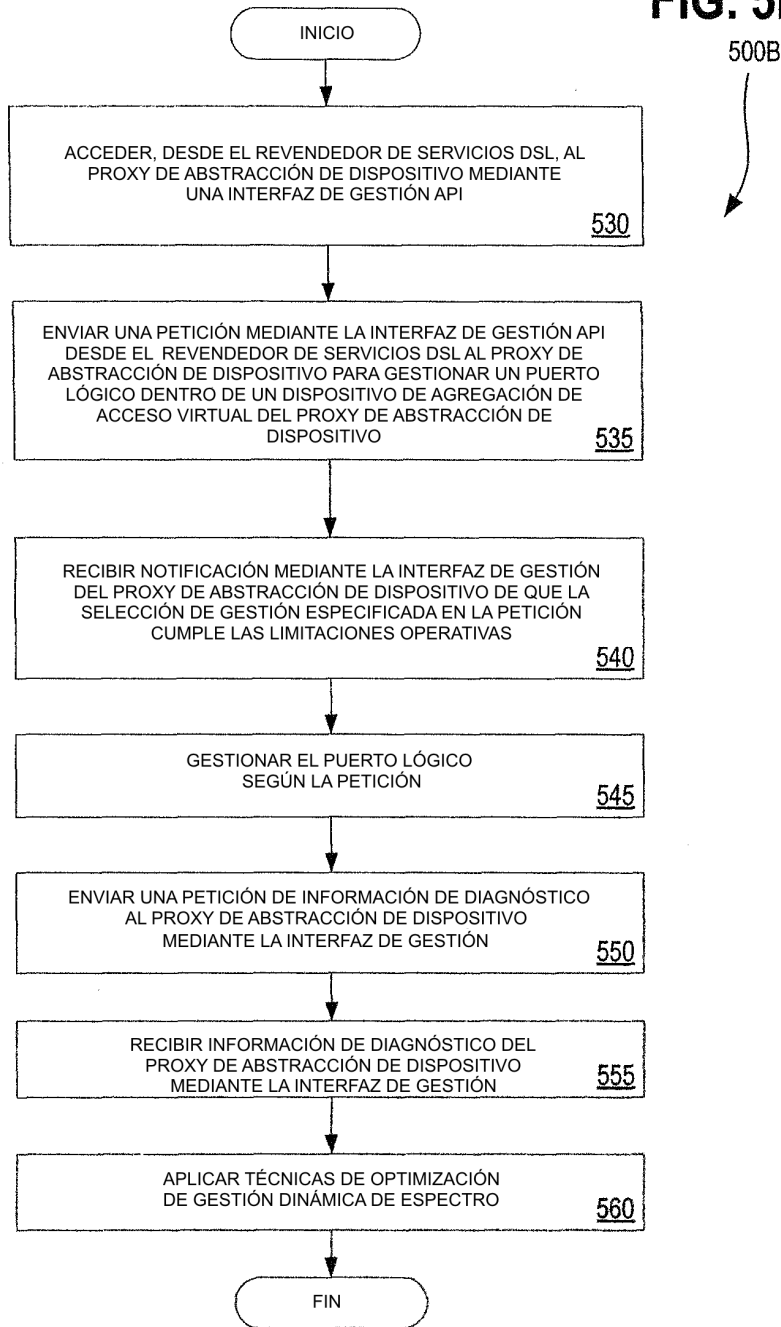 FIG. 5
500B
INICIO
ACCEDER, DESDE EL REVENDEDOR DE SERVICIOS DSL, AL
PROXY DE ABSTRACCIÓN DE DISPOSITIVO MEDIANTE
UNA INTERFAZ DE GESTIÓN API
530
ENVIAR UNA PETICIÓN MEDIANTE LA INTERFAZ DE GESTIÓN API
DESDE EL REVENDEDOR DE SERVICIOS DSL AL PROXY DE
ABSTRACCIÓN DE DISPOSITIVO PARA GESTIONAR UN PUERTO
LÓGICO DENTRO DE UN DISPOSITIVO DE AGREGACIÓN DE
ACCESO VIRTUAL DEL PROXY DE ABSTRACCIÓN DE
DISPOSITIVO
535
RECIBIR NOTIFICACIÓN MEDIANTE LA INTERFAZ DE GESTIÓN
DEL PROXY DE ABSTRACCIÓN DE DISPOSITIVO DE QUE LA
SELECCIÓN DE GESTIÓN ESPECIFICADA EN LA PETICIÓN
CUMPLE LAS LIMITACIONES OPERATIVAS
540
GESTIONAR EL PUERTO LÓGICO
SEGÚN LA PETICIÓN
545
ENVIAR UNA PETICIÓN DE INFORMACIÓN DE DIAGNÓSTICO
AL PROXY DE ABSTRACCIÓN DE DISPOSITIVO
MEDIANTE LA INTERFAZ DE GESTIÓN
550
RECIBIR INFORMACIÓN DE DIAGNÓSTICO DEL
PROXY DE ABSTRACCIÓN DE DISPOSITIVO
MEDIANTE LA INTERFAZ DE GESTIÓN
555
APLICAR TÉCNICAS DE OPTIMIZACIÓN
DE GESTIÓN DINÁMICA DE ESPECTRO
560
FIN